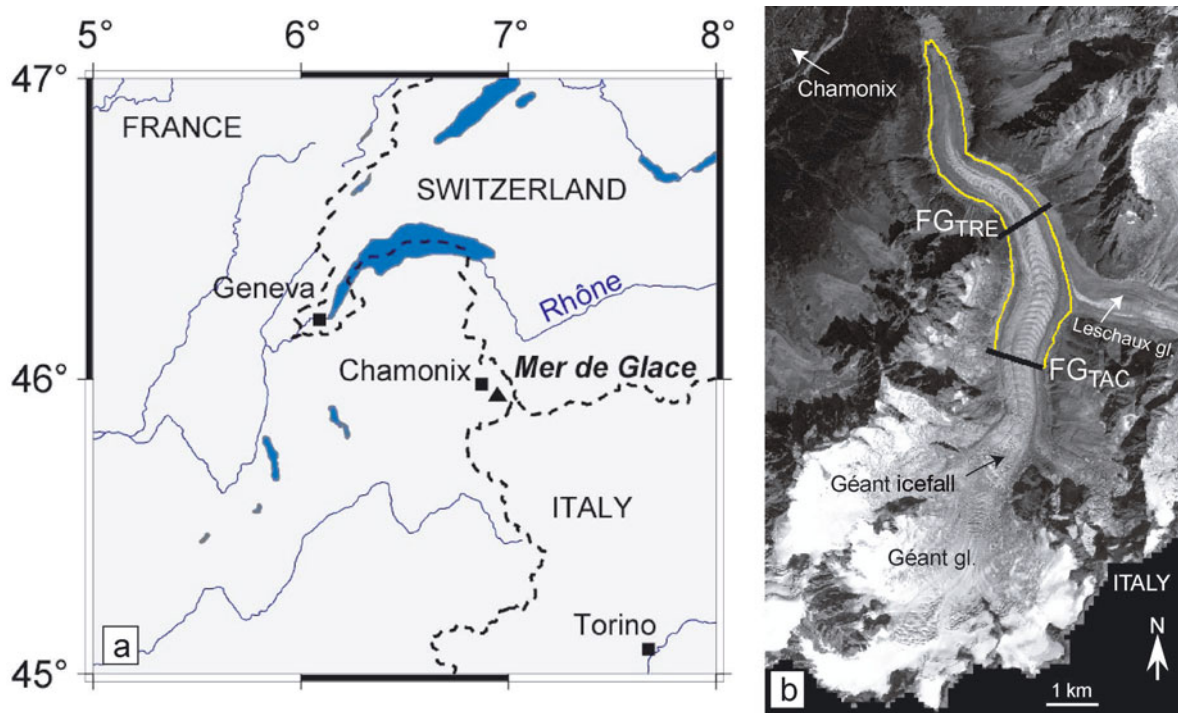 5°
6°
7°
8°
47°
FRANCE
SWITZERLAND
Geneva
Rhône
46°
Chamonix
Mer de Glace
ITALY
Torino
45°
a
Chamonix
FGTRE
Leschaux gl.
FGTAC
Géant icefall
Géant gl.
ITALY
N
b
1 km